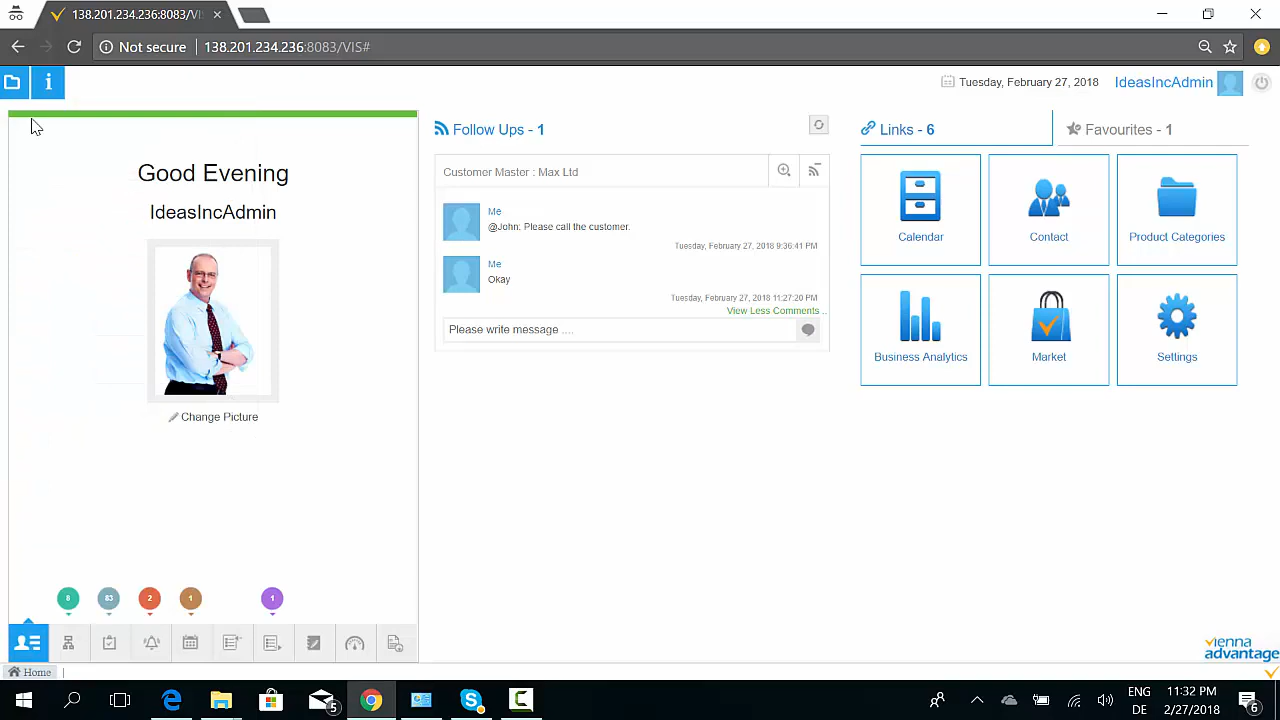 138.201.234.236:8083/VIS
Not secure 138.201.234.236:8083/VIS#
Tuesday, February 27, 2018 IdeasIncAdmin
Good Evening
IdeasIncAdmin
Change Picture
8 83 2 1 1
Follow Ups - 1
Customer Master : Max Ltd
Me
@John: Please call the customer.
Tuesday, February 27, 2018 9:36:41 PM
Me
Okay
Tuesday, February 27, 2018 11:27:20 PM
View Less Comments ..
Please write message ....
Links - 6 Favourites - 1
Calendar Contact Product Categories
Business Analytics Market Settings
vienna
advantage
Home
5
ENG 11:32 PM
DE 2/27/2018
6